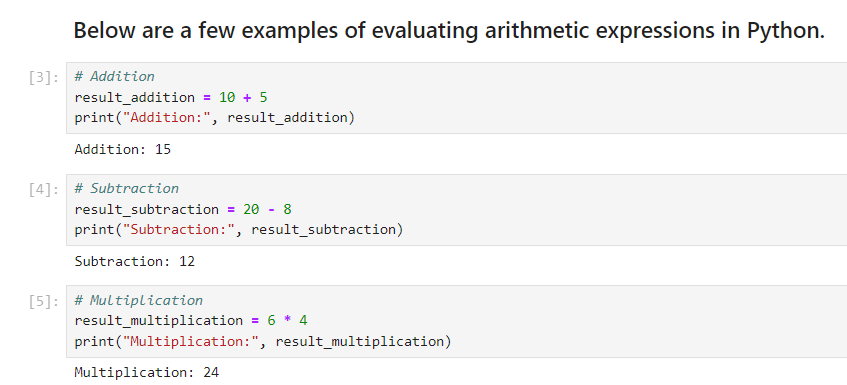 Below are a few examples of evaluating arithmetic expressions in Python.
[3]: # Addition
result_addition = 10 + 5
print("Addition:", result_addition)
Addition: 15
[4]: # Subtraction
result_subtraction = 20 - 8
print("Subtraction:", result_subtraction)
Subtraction: 12
[5]: # Multiplication
result_multiplication = 6 * 4
print("Multiplication:", result_multiplication)
Multiplication: 24